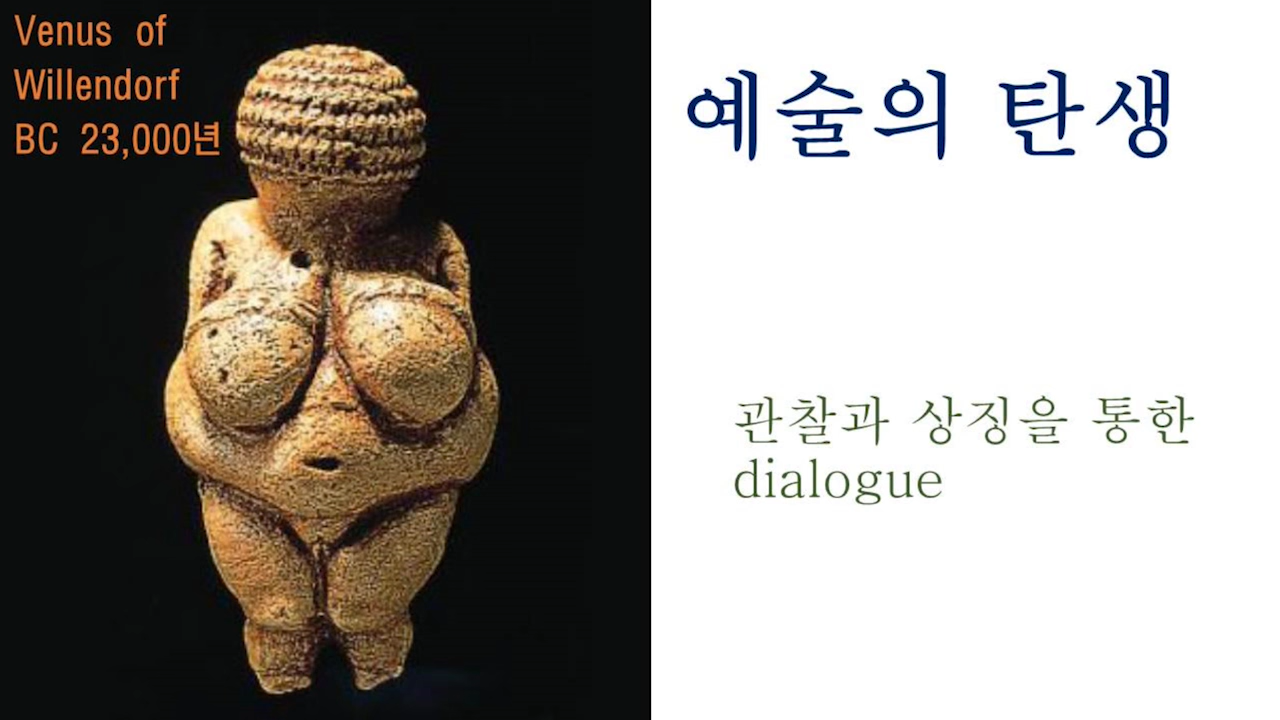 Venus of
Willendorf
BC 23,000년
예술의 탄생
관찰과 상징을 통한
dialogue